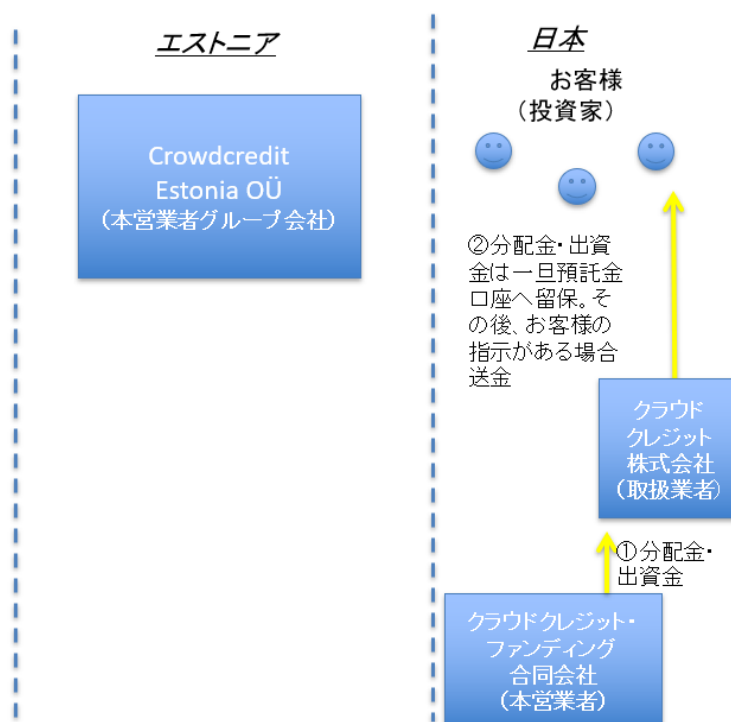 エストニア
Crowdcredit
Estonia OÜ
(本営業者グループ会社)
日本
お客様
(投資家)
②分配金・出資
金は一旦預託金
口座へ留保。そ
の後、お客様の
指示がある場合
送金
クラウド
クレジット
株式会社
(取扱業者)
①分配金・
出資金
クラウドクレジット・
ファンディング
合同会社
(本営業者)